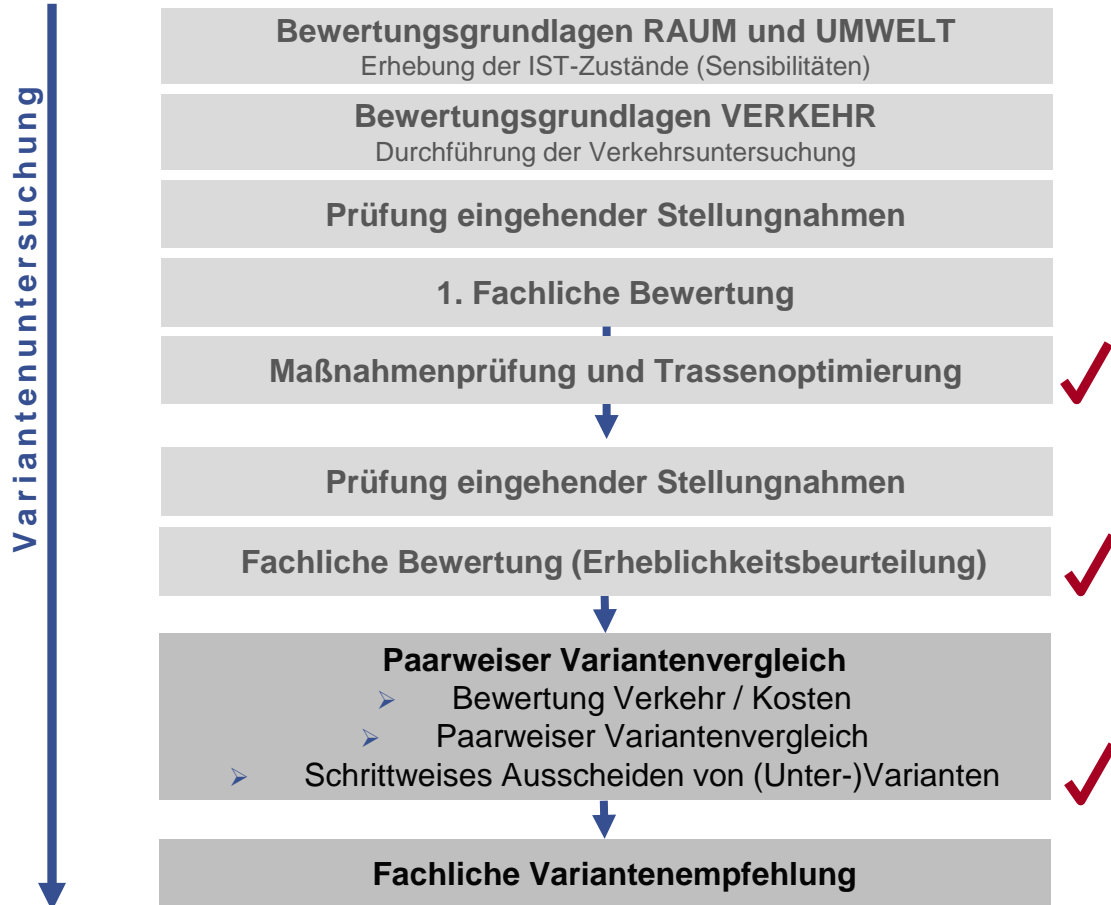 Variantenuntersuchung
Bewertungsgrundlagen RAUM und UMWELT
Erhebung der IST-Zustände (Sensibilitäten)
Bewertungsgrundlagen VERKEHR
Durchführung der Verkehrsuntersuchung
Prüfung eingehender Stellungnahmen
1. Fachliche Bewertung
Maßnahmenprüfung und Trassenoptimierung
Prüfung eingehender Stellungnahmen
Fachliche Bewertung (Erheblichkeitsbeurteilung)
Paarweiser Variantenvergleich
➢ Bewertung Verkehr / Kosten
➢ Paarweiser Variantenvergleich
➢ Schrittweises Ausscheiden von (Unter-)Varianten
Fachliche Variantenempfehlung